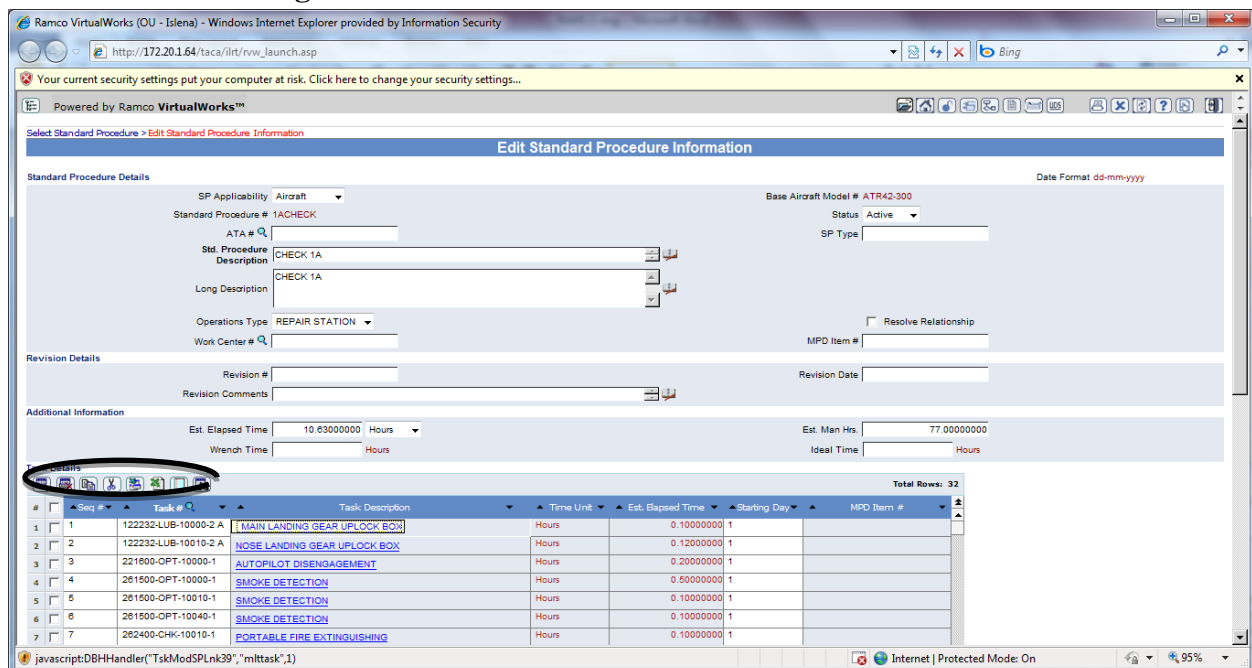 Ramco VirtualWorks (OU - Islena) - Windows Internet Explorer provided by Information Security
http://172.20.1.64/taca/ilrt/rvw_launch.asp Bing
Your current security settings put your computer at risk. Click here to change your security settings...
Powered by Ramco VirtualWorks™ UDS
Select Standard Procedure > Edit Standard Procedure Information
Edit Standard Procedure Information
Standard Procedure Details Date Format dd-mm-yyyy
SP Applicability Aircraft Base Aircraft Model # ATR42-300
Standard Procedure # 1ACHECK Status Active
ATA # SP Type
Std. Procedure Description CHECK 1A
Long Description CHECK 1A
Operations Type REPAIR STATION Resolve Relationship
Work Center # MPD Item #
Revision Details
Revision # Revision Date
Revision Comments
Additional Information
Est. Elapsed Time 10.63000000 Hours Est. Man Hrs. 77.00000000
Wrench Time Hours Ideal Time Hours
Details
Total Rows: 32
# Seq # Task # Task Description Time Unit Est. Elapsed Time Starting Day MPD Item #
1 1 122232-LUB-10000-2 A MAIN LANDING GEAR UPLOCK BOX Hours 0.10000000 1
2 2 122232-LUB-10010-2 A NOSE LANDING GEAR UPLOCK BOX Hours 0.12000000 1
3 3 221600-OPT-10000-1 AUTOPILOT DISENGAGEMENT Hours 0.20000000 1
4 4 261500-OPT-10000-1 SMOKE DETECTION Hours 0.50000000 1
5 5 261500-OPT-10010-1 SMOKE DETECTION Hours 0.10000000 1
6 6 261500-OPT-10040-1 SMOKE DETECTION Hours 0.10000000 1
7 7 262400-CHK-10010-1 PORTABLE FIRE EXTINGUISHING Hours 0.10000000 1
javascript:DBHHandler("TskModSPLnk39","mlttask",1) Internet | Protected Mode: On 95%